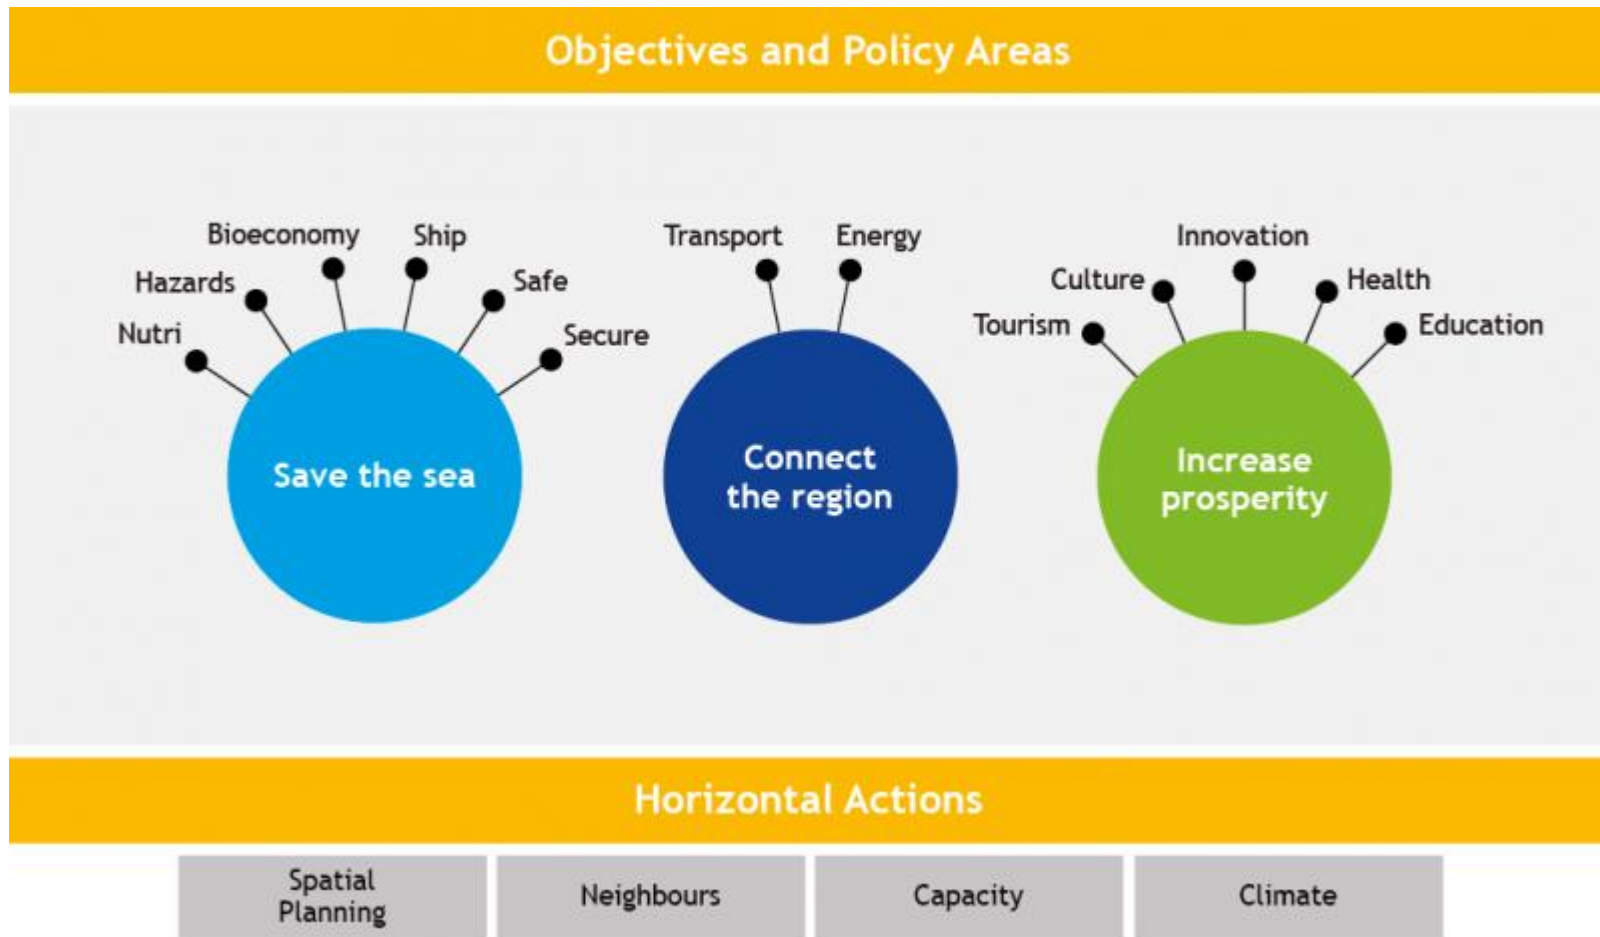 Objectives and Policy Areas
Bioeconomy
Ship
Hazards
Safe
Nutri
Secure
Save the sea
Transport
Energy
Connect
the region
Innovation
Culture
Health
Tourism
Education
Increase
prosperity
Horizontal Actions
Spatial
Planning
Neighbours
Capacity
Climate